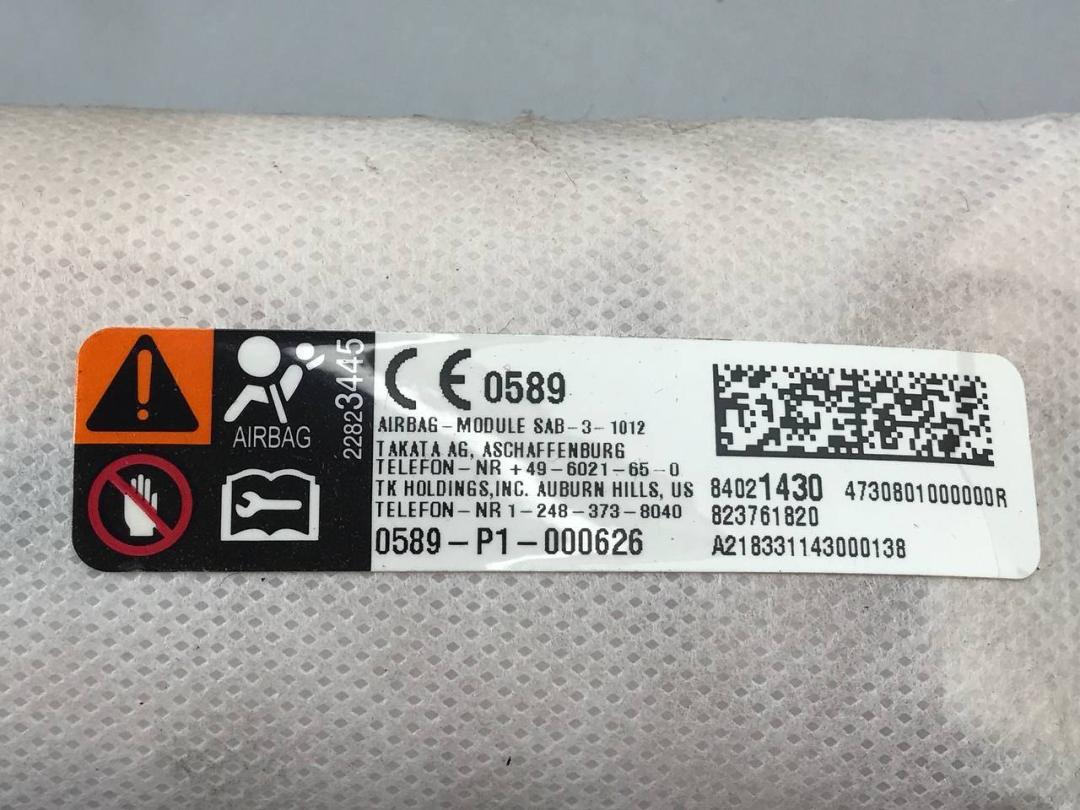 AIRBAG
22823445
CE 0589
AIRBAG-MODULE SAB-3-1012
TAKATA AG, ASCHAFFENBURG
TELEFON-NR +49-6021-65-0
TK HOLDINGS,INC. AUBURN HILLS, US
TELEFON-NR 1-248-373-8040
0589-P1-000626
84021430 4730801000000R
823761820
A218331143000138